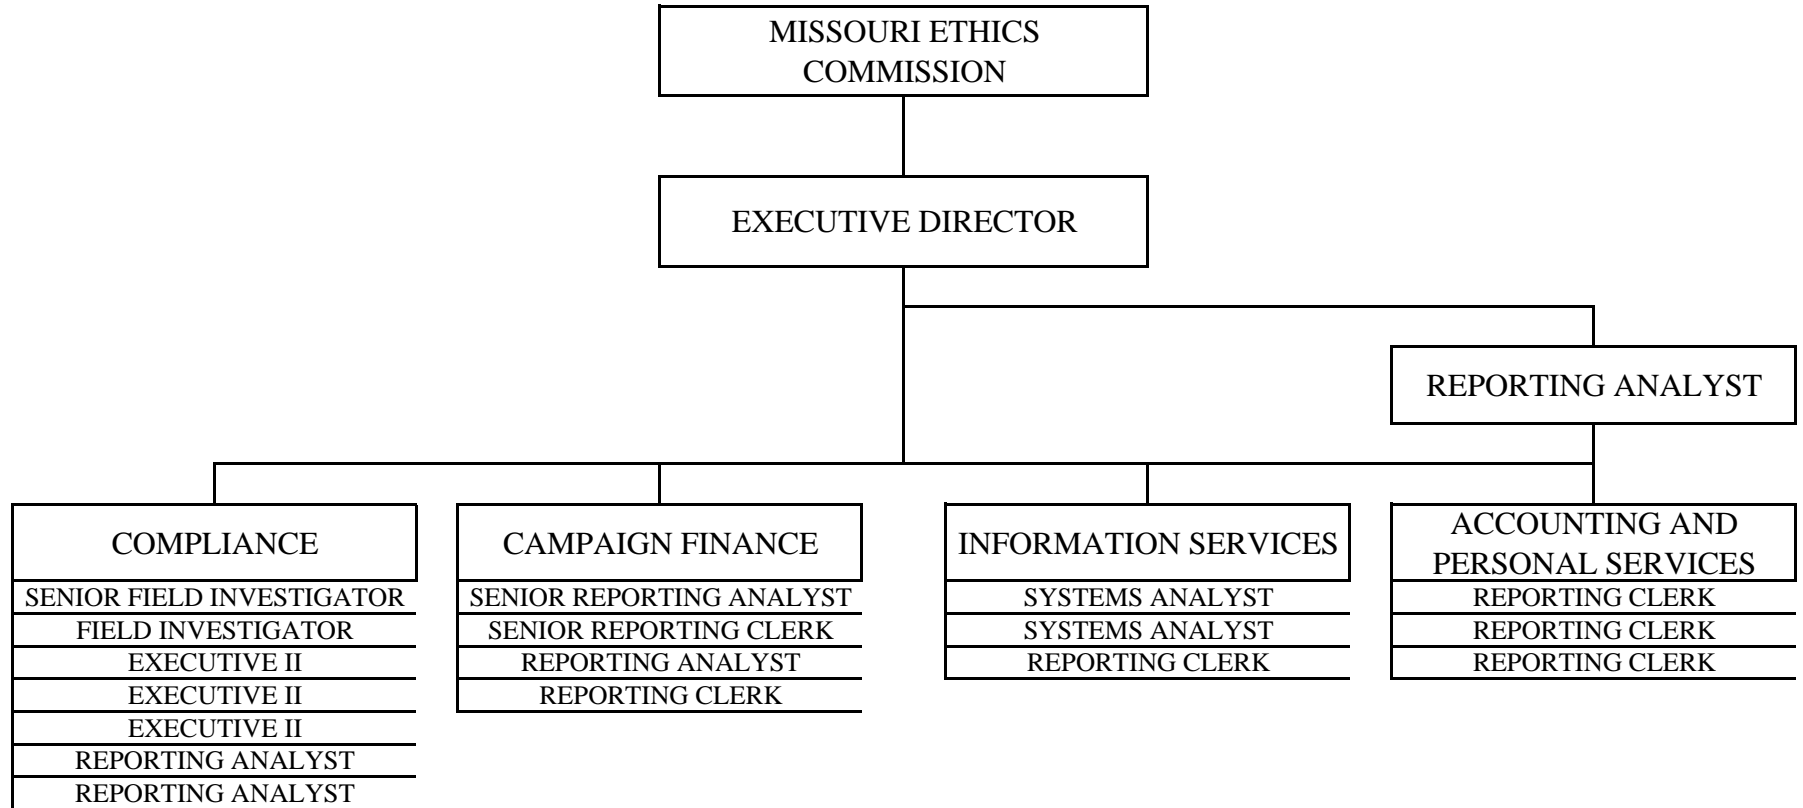 MISSOURI ETHICS
COMMISSION
EXECUTIVE DIRECTOR
REPORTING ANALYST
COMPLIANCE
SENIOR FIELD INVESTIGATOR
FIELD INVESTIGATOR
EXECUTIVE II
EXECUTIVE II
EXECUTIVE II
REPORTING ANALYST
REPORTING ANALYST
CAMPAIGN FINANCE
SENIOR REPORTING ANALYST
SENIOR REPORTING CLERK
REPORTING ANALYST
REPORTING CLERK
INFORMATION SERVICES
SYSTEMS ANALYST
SYSTEMS ANALYST
REPORTING CLERK
ACCOUNTING AND
PERSONAL SERVICES
REPORTING CLERK
REPORTING CLERK
REPORTING CLERK